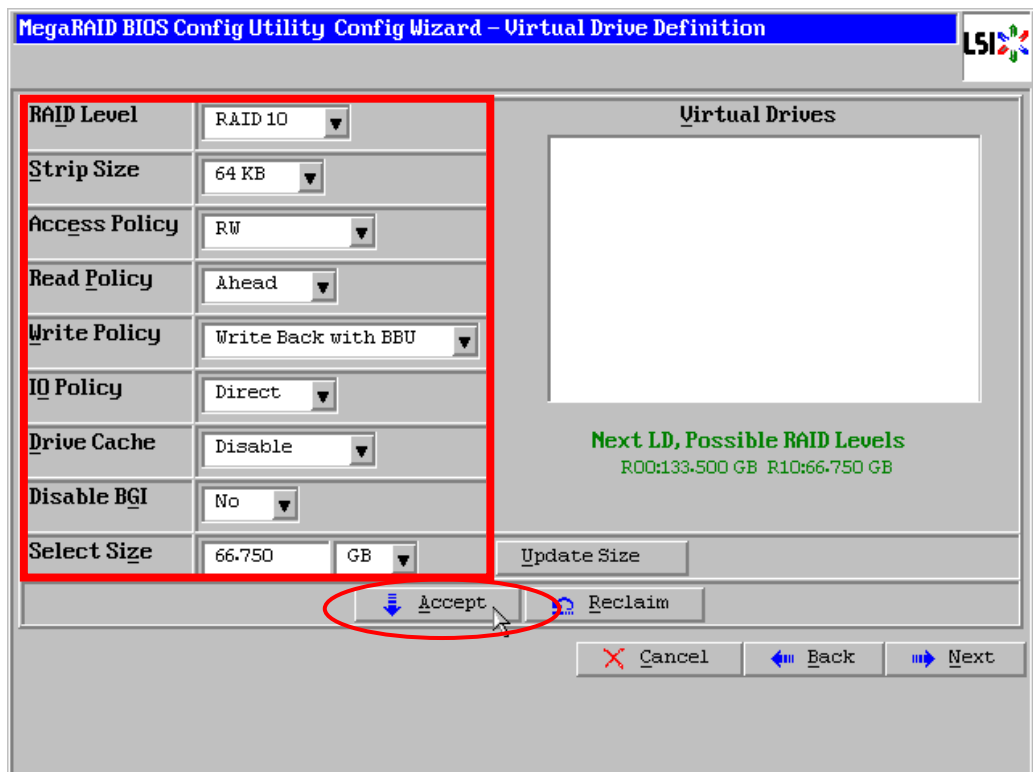 MegaRAID BIOS Config Utility Config Wizard – Virtual Drive Definition
LSI
RAID Level RAID 10
Strip Size 64 KB
Access Policy RW
Read Policy Ahead
Write Policy Write Back with BBU
IO Policy Direct
Drive Cache Disable
Disable BGI No
Select Size 66.750 GB
Virtual Drives
Next LD, Possible RAID Levels
R00:133.500 GB R10:66.750 GB
Update Size
Accept Reclaim
Cancel Back Next